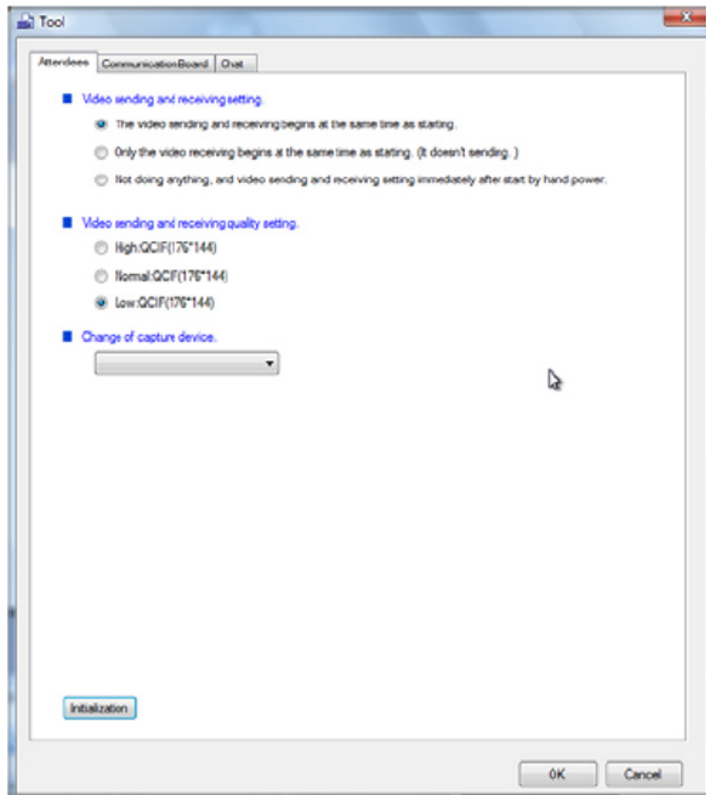 Tool
Attendees CommunicationBoard Chat
Video sending and receiving setting.
The video sending and receiving begins at the same time as starting.
Only the video receiving begins at the same time as starting. (It doesn't sending. )
Not doing anything, and video sending and receiving setting immediately after start by hand power.
Video sending and receiving quality setting.
High:QCIF(176*144)
Normal:QCIF(176*144)
Low:QCIF(176*144)
Change of capture device.
Initialization
OK Cancel